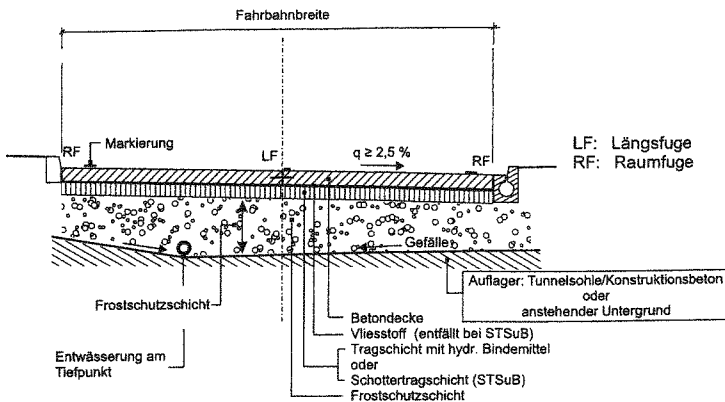 Fahrbahnbreite
RF
Markierung
LF
q ≥ 2,5 %
RF
LF: Längsfuge
RF: Raumfuge
Gefälle
Auflager: Tunnelsohle/Konstruktionsbeton
oder
anstehender Untergrund
Frostschutzschicht
Entwässerung am
Tiefpunkt
Betondecke
Vliesstoff (entfällt bei STSuB)
Tragschicht mit hydr. Bindemittel
oder
Schottertragschicht (STSuB)
Frostschutzschicht